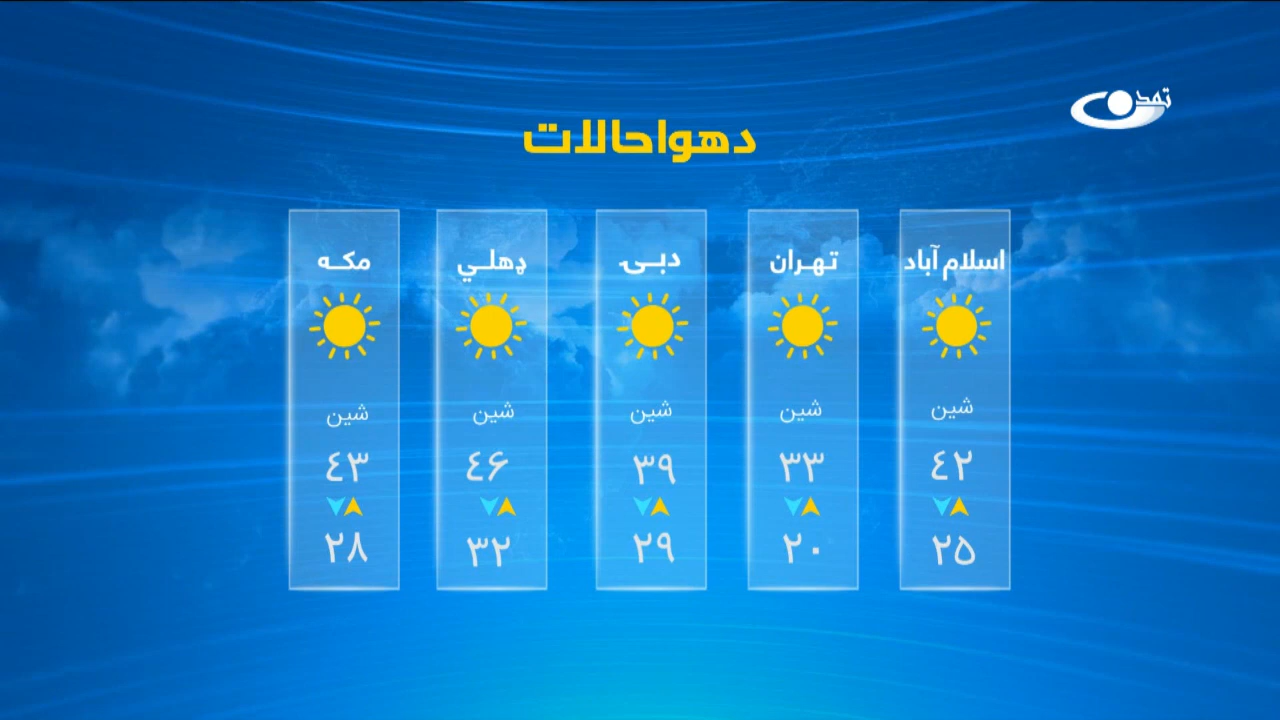 تمدن
دهواحالات
اسلام آباد تهران دبۍ ډهلي مکه
شین شین شین شین شین
۴۲ ۳۳ ۳۹ ۴۶ ۴۳
۲۵ ۲۰ ۲۹ ۳۲ ۲۸